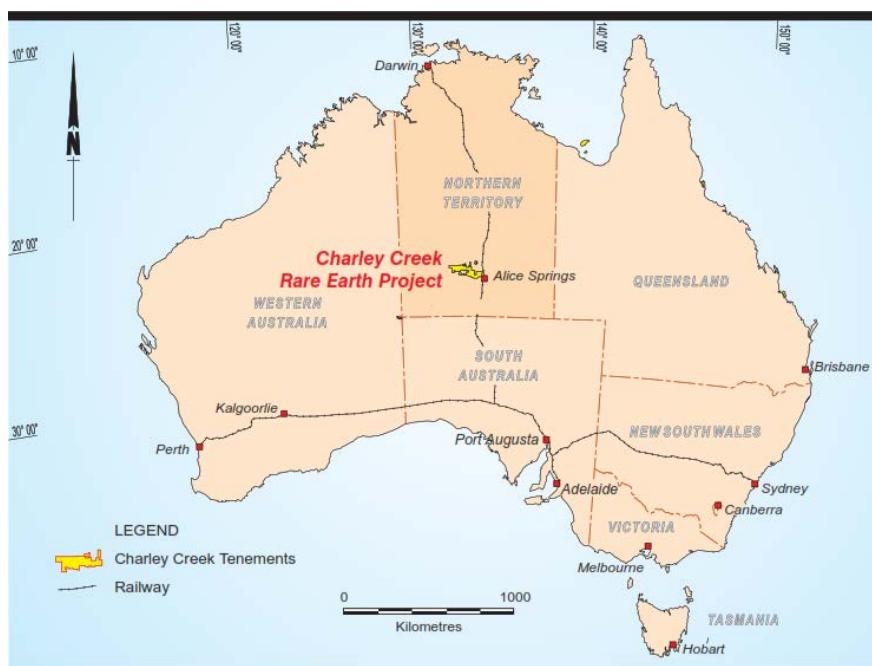 120° 00'
130° 00'
140° 00'
150° 00'
10° 00'
Darwin
N
NORTHERN
TERRITORY
20° 00'
Charley Creek
Rare Earth Project
Alice Springs
QUEENSLAND
WESTERN
AUSTRALIA
SOUTH
AUSTRALIA
Brisbane
Kalgoorlie
30° 00'
Port Augusta
NEW SOUTH WALES
Perth
Adelaide
Sydney
Canberra
LEGEND
VICTORIA
Charley Creek Tenements
Melbourne
Railway
0 1000
Kilometres
TASMANIA
Hobart